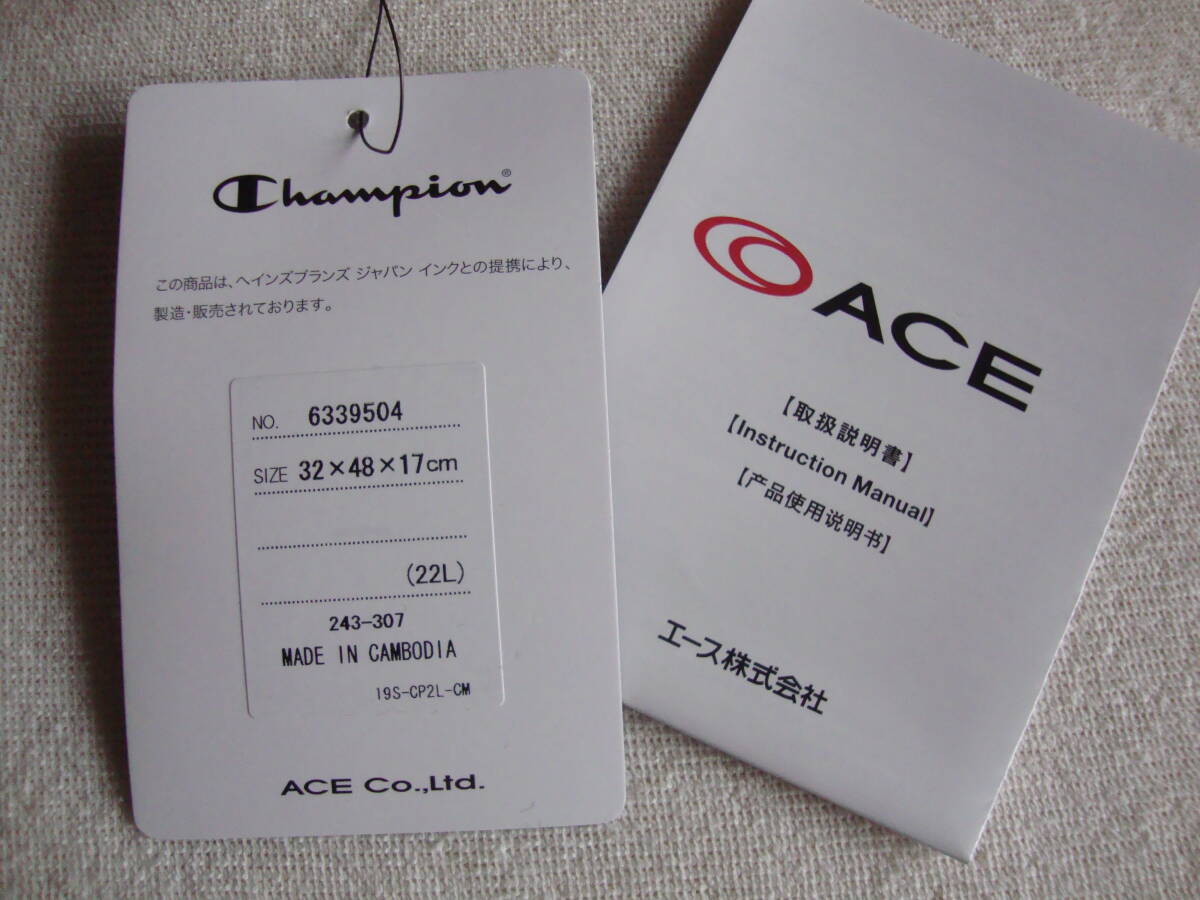 Champion®
この商品は、ヘインズブランズ ジャパン インクとの提携により、
製造・販売されております。
NO. 6339504
SIZE 32×48×17cm
(22L)
243-307
MADE IN CAMBODIA
19S-CP2L-CM
ACE Co.,Ltd.
ACE
【取扱説明書】
【Instruction Manual】
【产品使用说明书】
エース株式会社